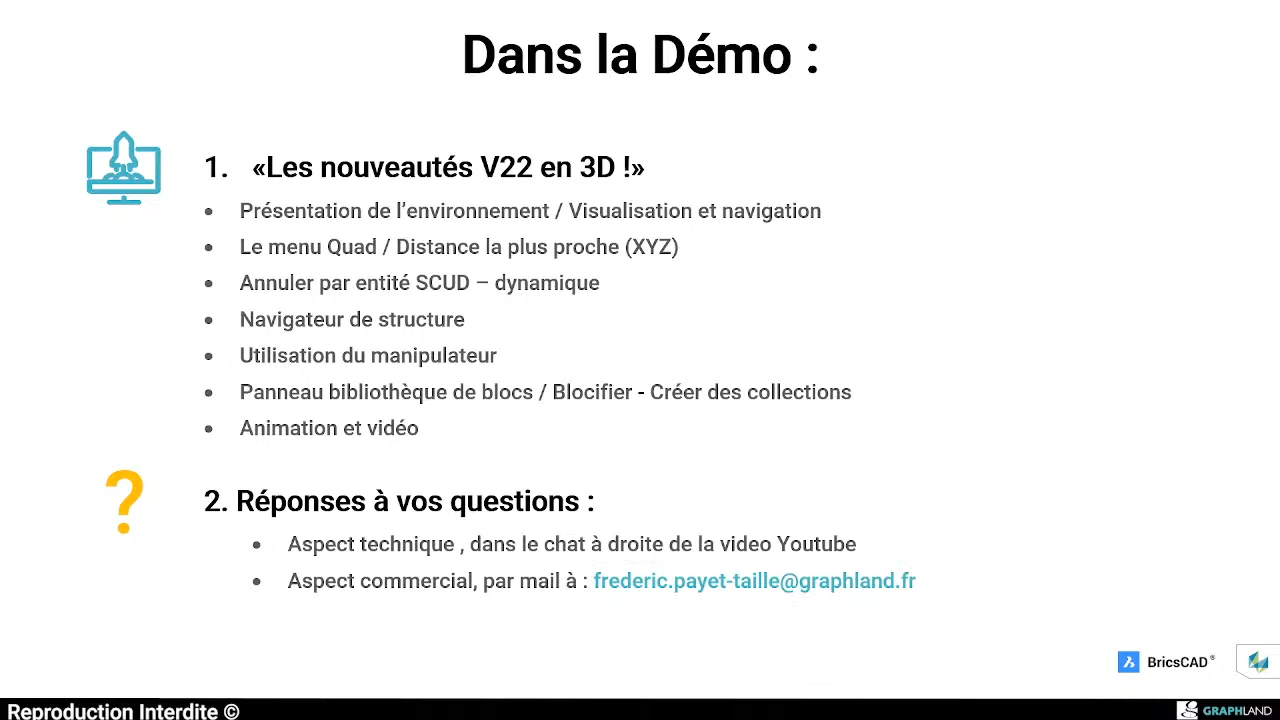 Dans la Démo :
1. «Les nouveautés V22 en 3D !»
• Présentation de l’environnement / Visualisation et navigation
• Le menu Quad / Distance la plus proche (XYZ)
• Annuler par entité SCUD – dynamique
• Navigateur de structure
• Utilisation du manipulateur
• Panneau bibliothèque de blocs / Blocifier - Créer des collections
• Animation et vidéo
?
2. Réponses à vos questions :
• Aspect technique , dans le chat à droite de la video Youtube
• Aspect commercial, par mail à : frederic.payet-taille@graphland.fr
BricsCAD®
Reproduction Interdite ©
GRAPHLAND